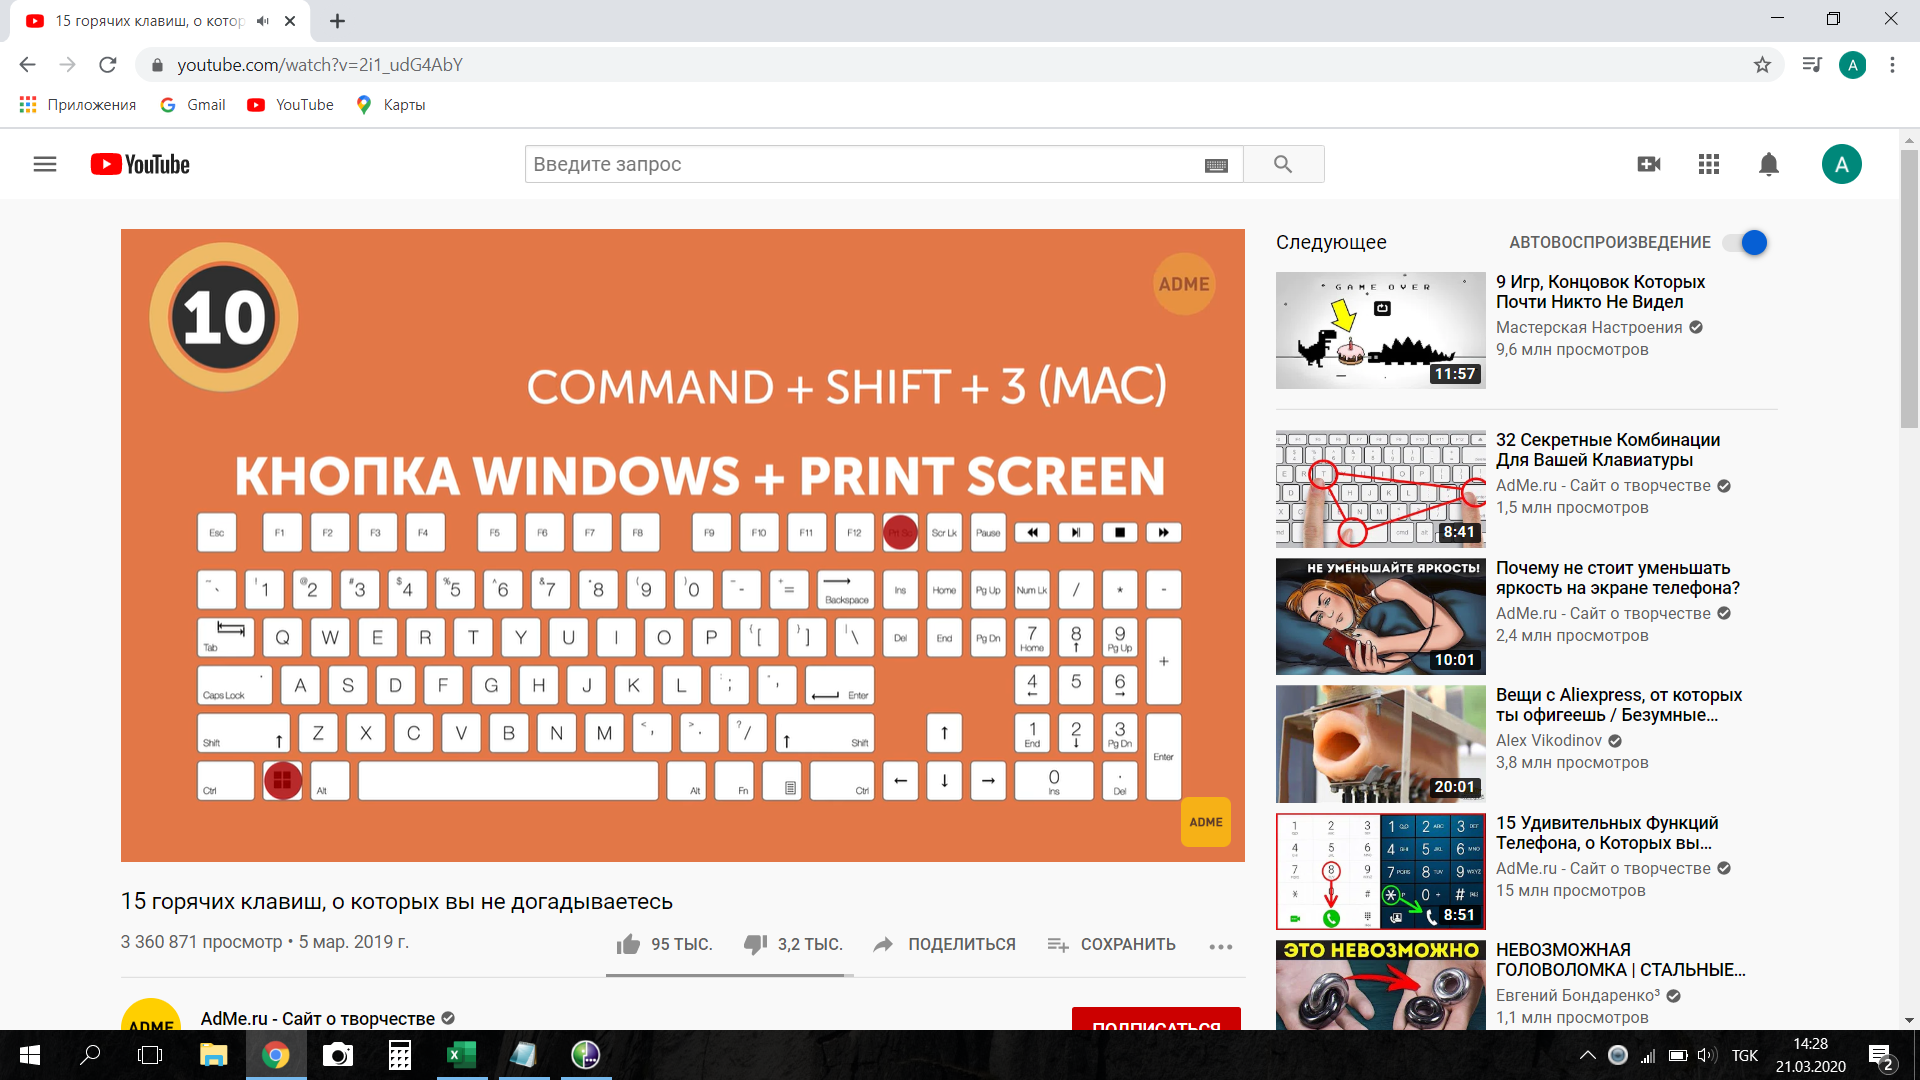 15 горячих клавиш, о котор
youtube.com/watch?v=2i1_udG4AbY
A
Приложения
Gmail
YouTube
Карты
YouTube
Введите запрос
A
10
ADME
COMMAND + SHIFT + 3 (MAC)
КНОПКА WINDOWS + PRINT SCREEN
Esc F1 F2 F3 F4 F5 F6 F7 F8 F9 F10 F11 F12 Scr Lk Pause
~ ` ! 1 @ 2 # 3 $ 4 % 5 ^ 6 & 7 * 8 ( 9 ) 0 - - + = Backspace Ins Home Pg Up Num Lk / * -
Tab Q W E R T Y U I O P { [ } ] | \ Del End Pg Dn 7 Home 8 ↑ 9 Pg Up +
Caps Lock A S D F G H J K L : ; " ' Enter 4 ← 5 6 →
Shift ↑ Z X C V B N M < , > . ? / ↑ Shift ↑ 1 End 2 ↓ 3 Pg Dn Enter
Ctrl Alt Alt Fn Ctrl ← ↓ → 0 Ins . Del
ADME
15 горячих клавиш, о которых вы не догадываетесь
3 360 871 просмотр • 5 мар. 2019 г.
95 ТЫС.
3,2 ТЫС.
ПОДЕЛИТЬСЯ
СОХРАНИТЬ
ADME
AdMe.ru - Сайт о творчестве
ПОДПИСАТЬСЯ
Следующее
АВТОВОСПРОИЗВЕДЕНИЕ
GAME OVER
11:57
9 Игр, Концовок Которых
Почти Никто Не Видел
Мастерская Настроения
9,6 млн просмотров
8:41
32 Секретные Комбинации
Для Вашей Клавиатуры
AdMe.ru - Сайт о творчестве
1,5 млн просмотров
НЕ УМЕНЬШАЙТЕ ЯРКОСТЬ!
10:01
Почему не стоит уменьшать
яркость на экране телефона?
AdMe.ru - Сайт о творчестве
2,4 млн просмотров
20:01
Вещи с Aliexpress, от которых
ты офигеешь / Безумные...
Alex Vikodinov
3,8 млн просмотров
8:51
15 Удивительных Функций
Телефона, о Которых вы...
AdMe.ru - Сайт о творчестве
15 млн просмотров
ЭТО НЕВОЗМОЖНО
НЕВОЗМОЖНАЯ
ГОЛОВОЛОМКА | СТАЛЬНЫЕ...
Евгений Бондаренко³
1,1 млн просмотров
TGK
14:28
21.03.2020
2